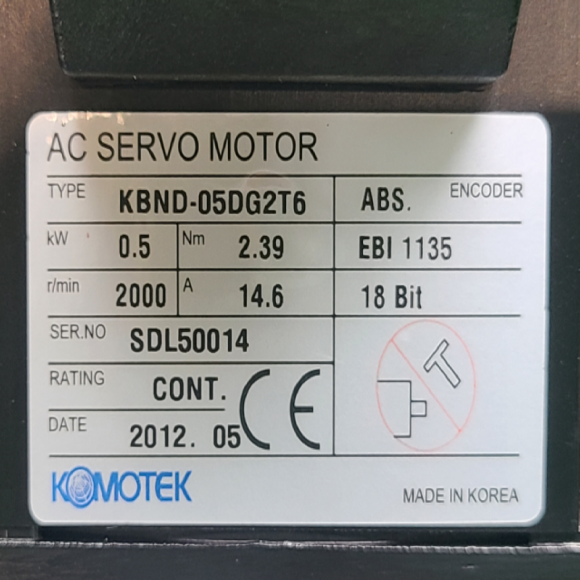 AC SERVO MOTOR
TYPE KBND-05DG2T6 ABS. ENCODER
kW 0.5 Nm 2.39 EBI 1135
r/min 2000 A 14.6 18 Bit
SER.NO SDL50014
RATING CONT. CE
DATE 2012. 05
KOMOTEK MADE IN KOREA